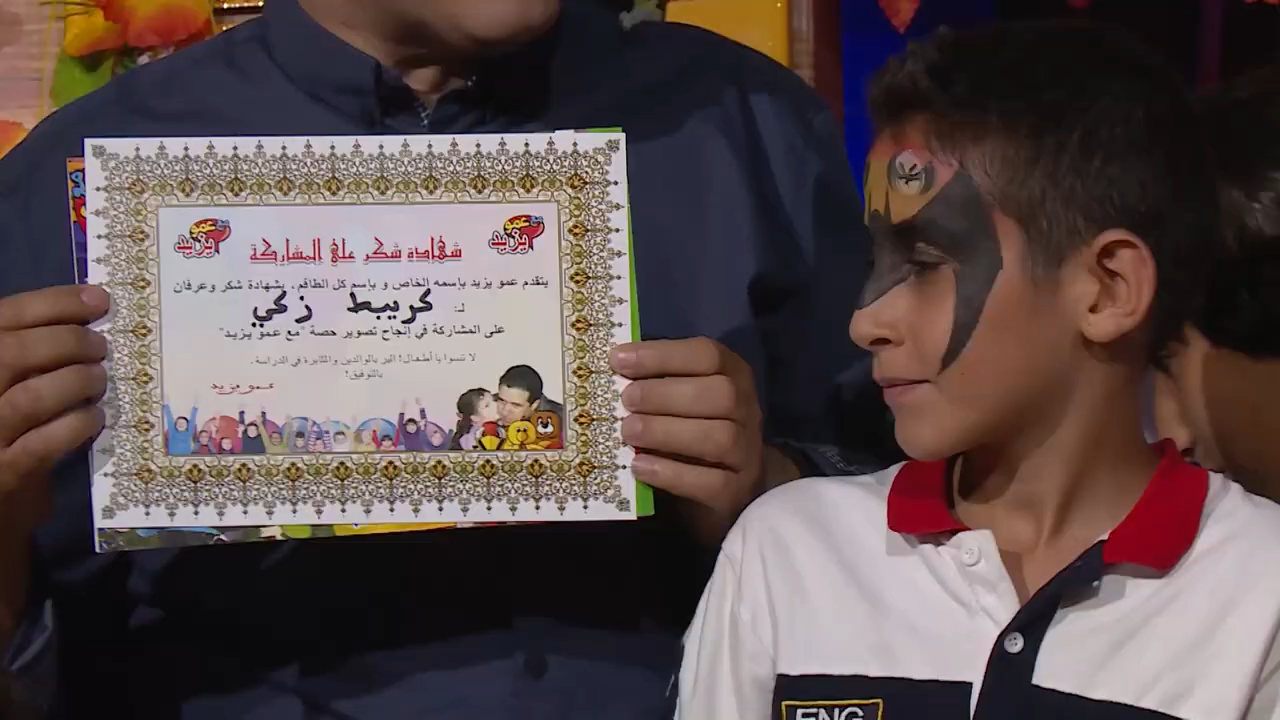 مع عمو يزيد
مع عمو يزيد
شهادة شكر على المشاركة
يتقدم عمو يزيد بإسمه الخاص و بإسم كل الطاقم، بشهادة شكر وعرفان
لـ: كريبط زكي
على المشاركة في إنجاح تصوير حصة "مع عمو يزيد"
لا تنسوا يا أطفال! البر بالوالدين والمثابرة في الدراسة.
بالتوفيق!
عمو يزيد
ENG